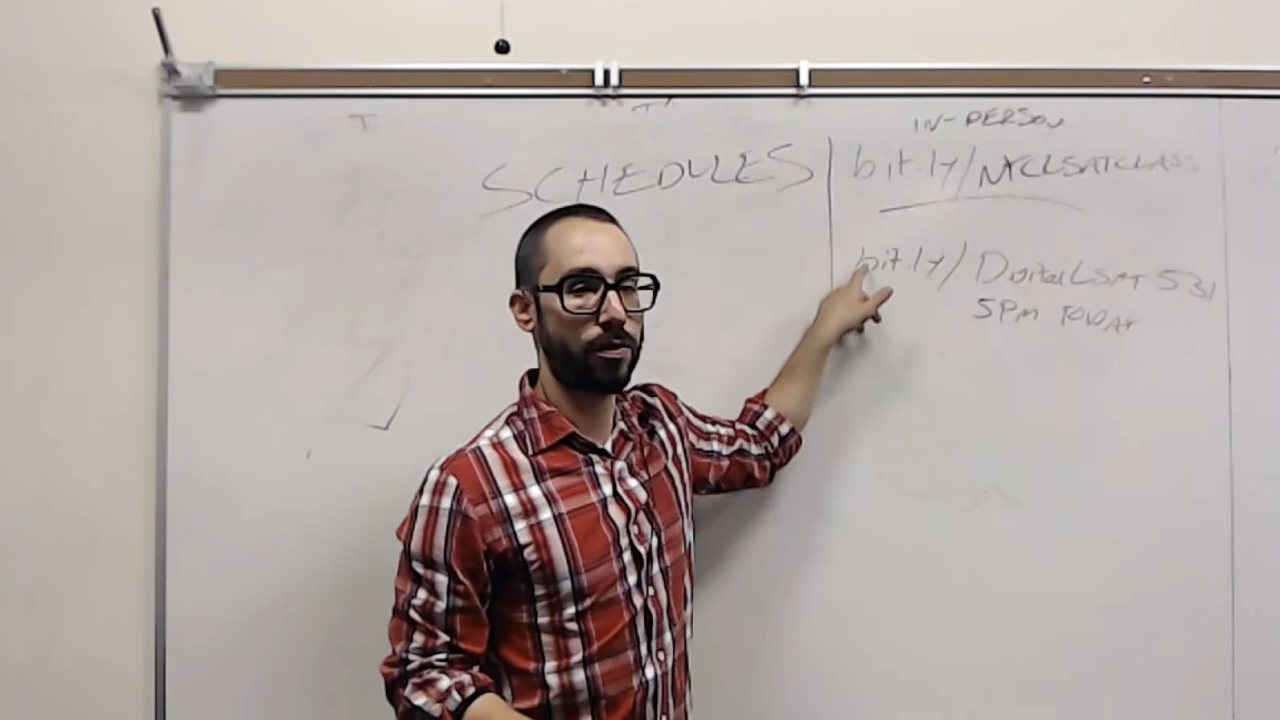 IN-PERSON
SCHEDULES
bit.ly/NYCLSATCLASS
bit.ly/DigitalLSAT531
5PM TODAY